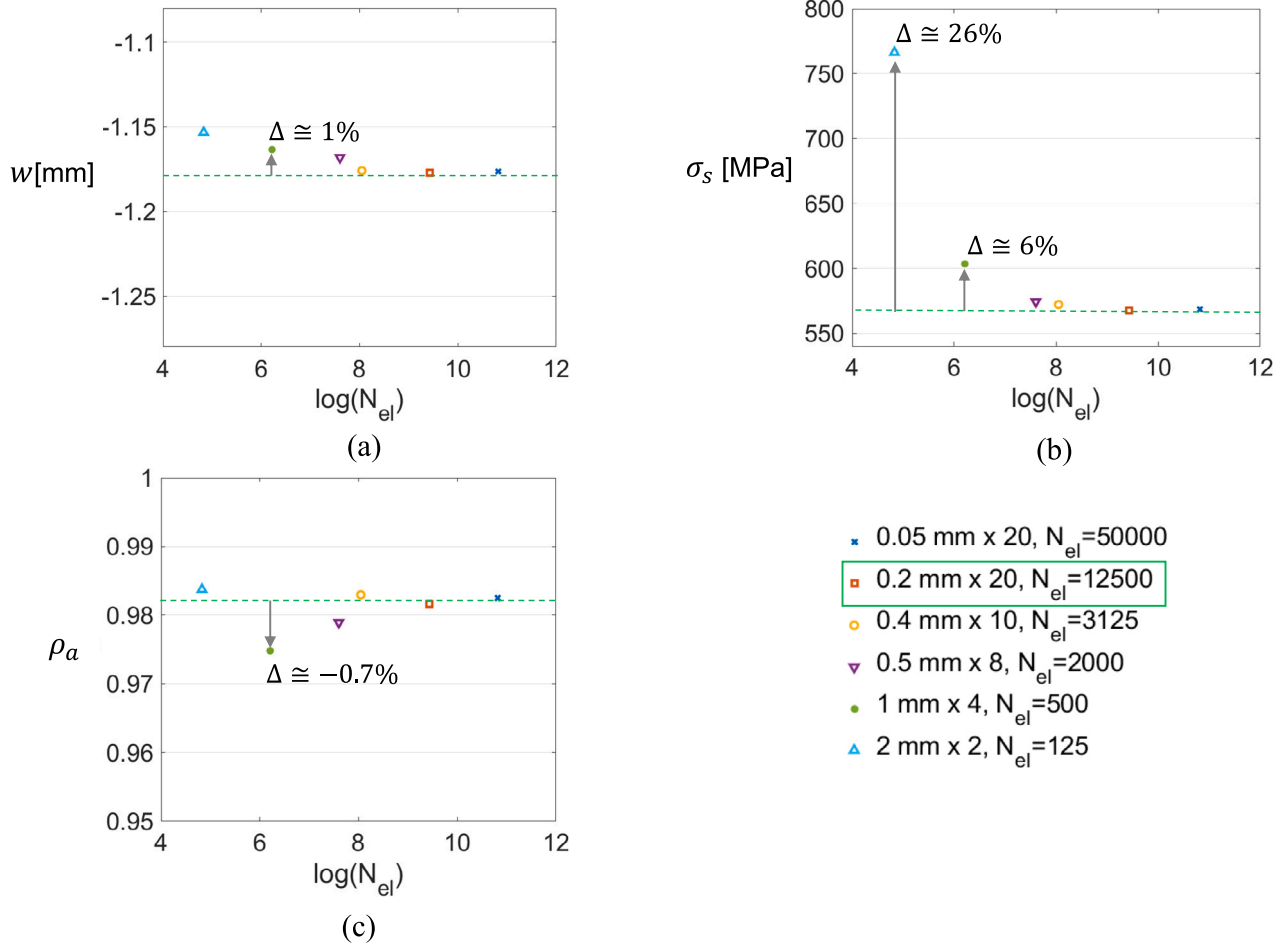 -1.1
-1.15
-1.2
-1.25
w[mm]
Δ ≅ 1%
4 6 8 10 12
log(N_el)
(a)
800
750
700
650
600
550
σ_s [MPa]
Δ ≅ 26%
Δ ≅ 6%
4 6 8 10 12
log(N_el)
(b)
1
0.99
0.98
0.97
0.96
0.95
ρ_a
Δ ≅ −0.7%
4 6 8 10 12
log(N_el)
(c)
0.05 mm x 20, N_el=50000
0.2 mm x 20, N_el=12500
0.4 mm x 10, N_el=3125
0.5 mm x 8, N_el=2000
1 mm x 4, N_el=500
2 mm x 2, N_el=125